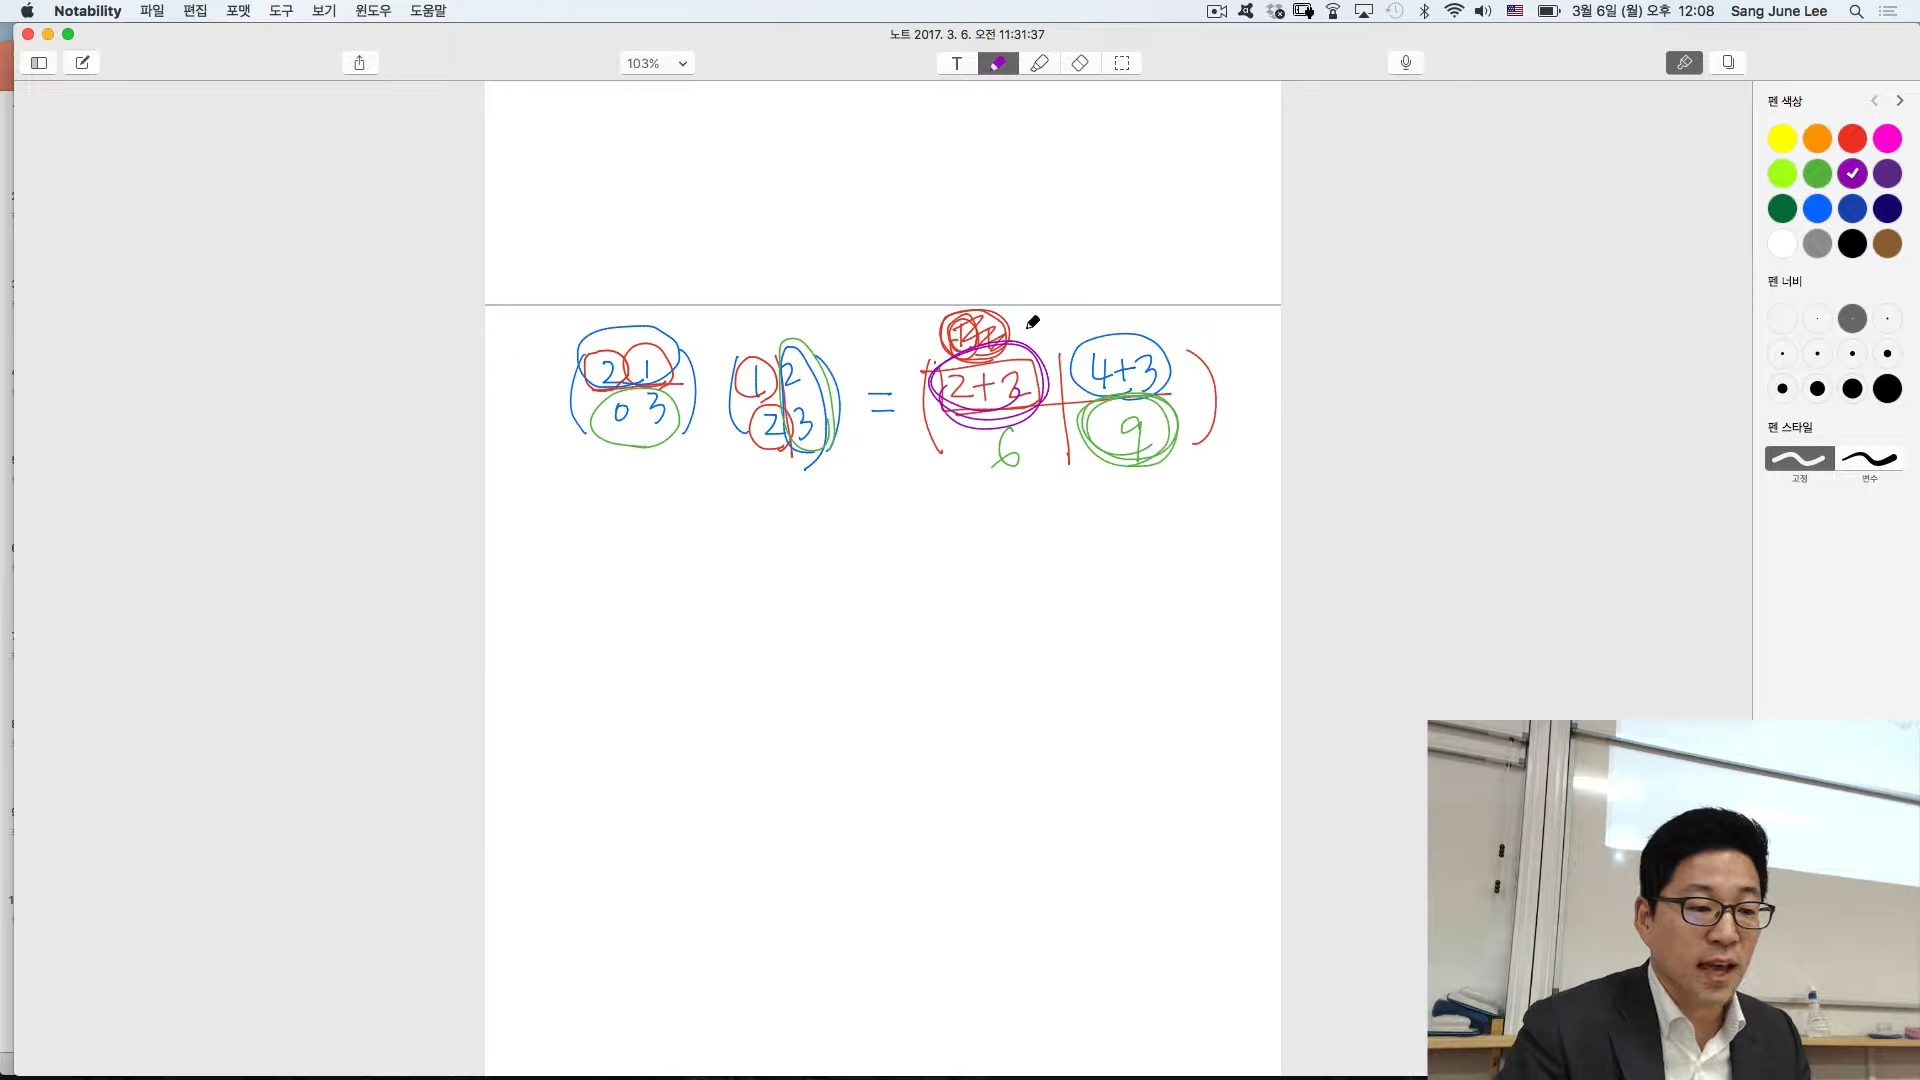 Notability 파일 편집 포맷 도구 보기 윈도우 도움말 3월 6일 (월) 오후 12:08 Sang June Lee
노트 2017. 3. 6. 오전 11:31:37
103% T
펜 색상
펜 너비
펜 스타일
고정 변수
( 2 1 ) ( 1 2 ) = ( 2+2 | 4+3 )
0 3 2 3 6 9